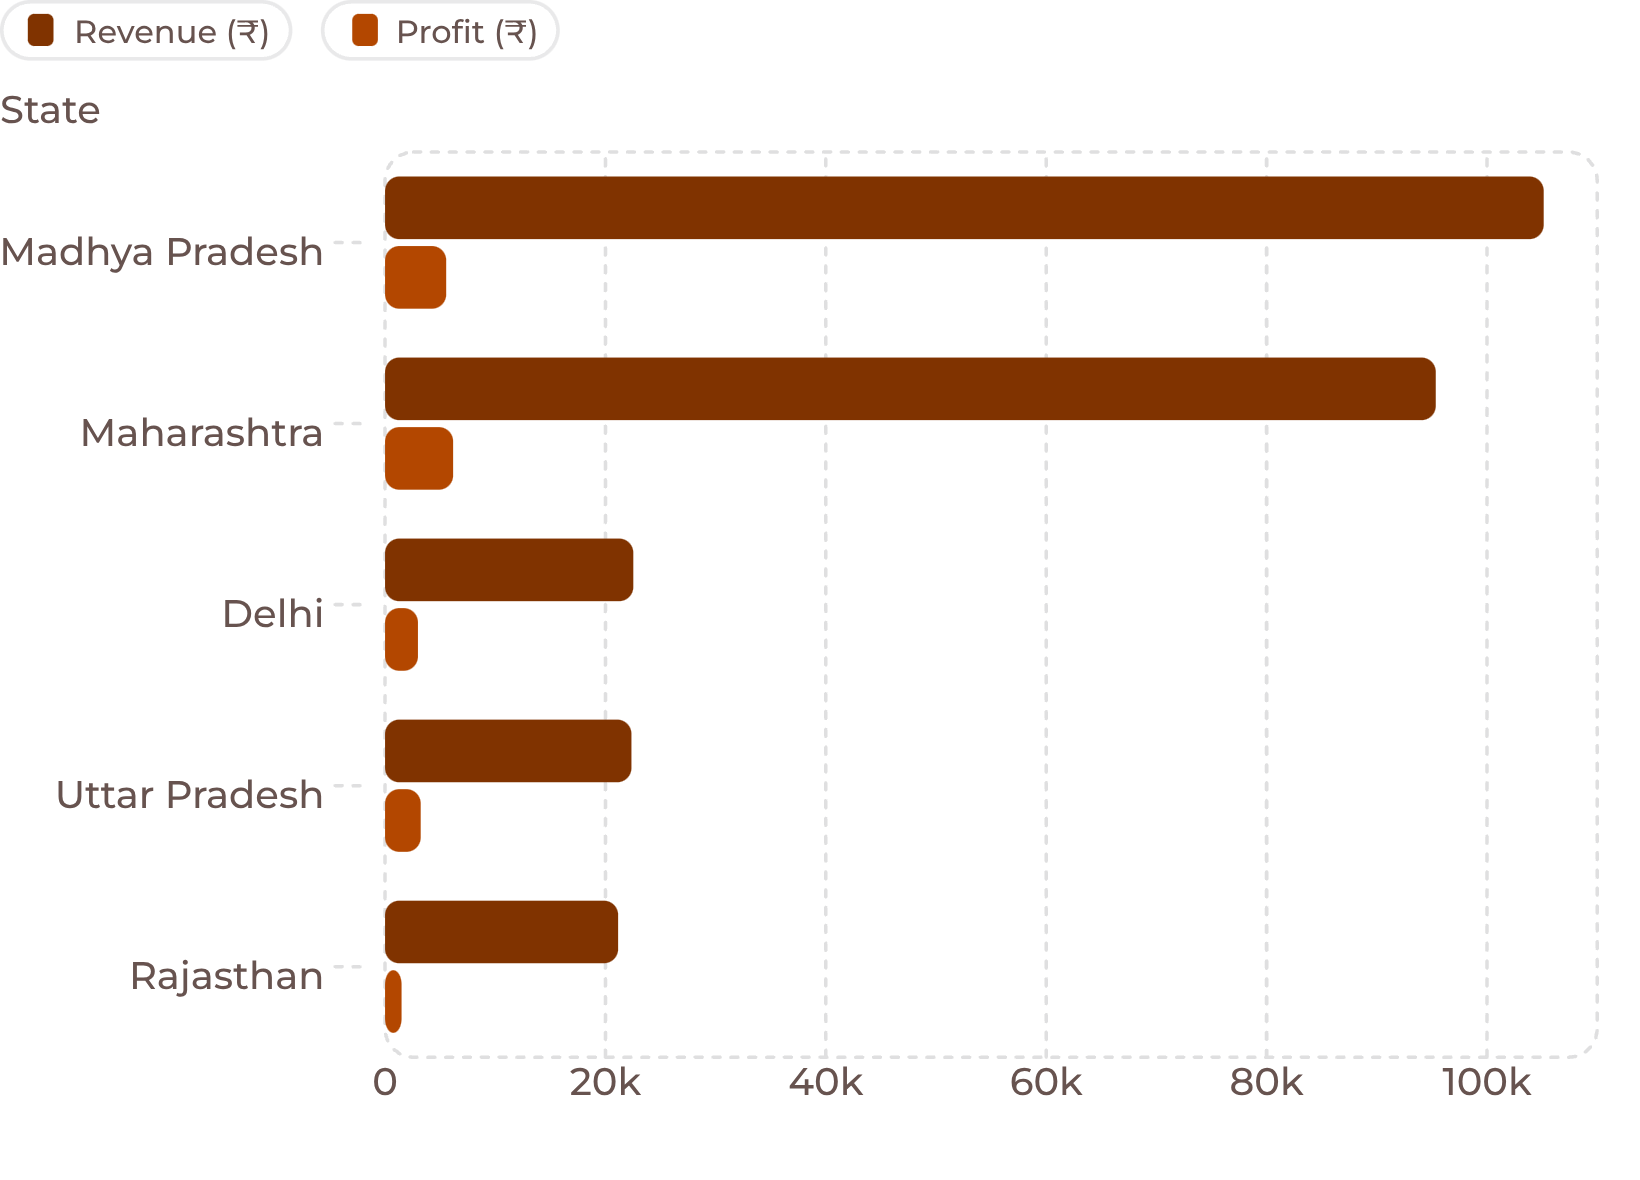 Revenue (₹) Profit (₹)
State
Madhya Pradesh
Maharashtra
Delhi
Uttar Pradesh
Rajasthan
0 20k 40k 60k 80k 100k